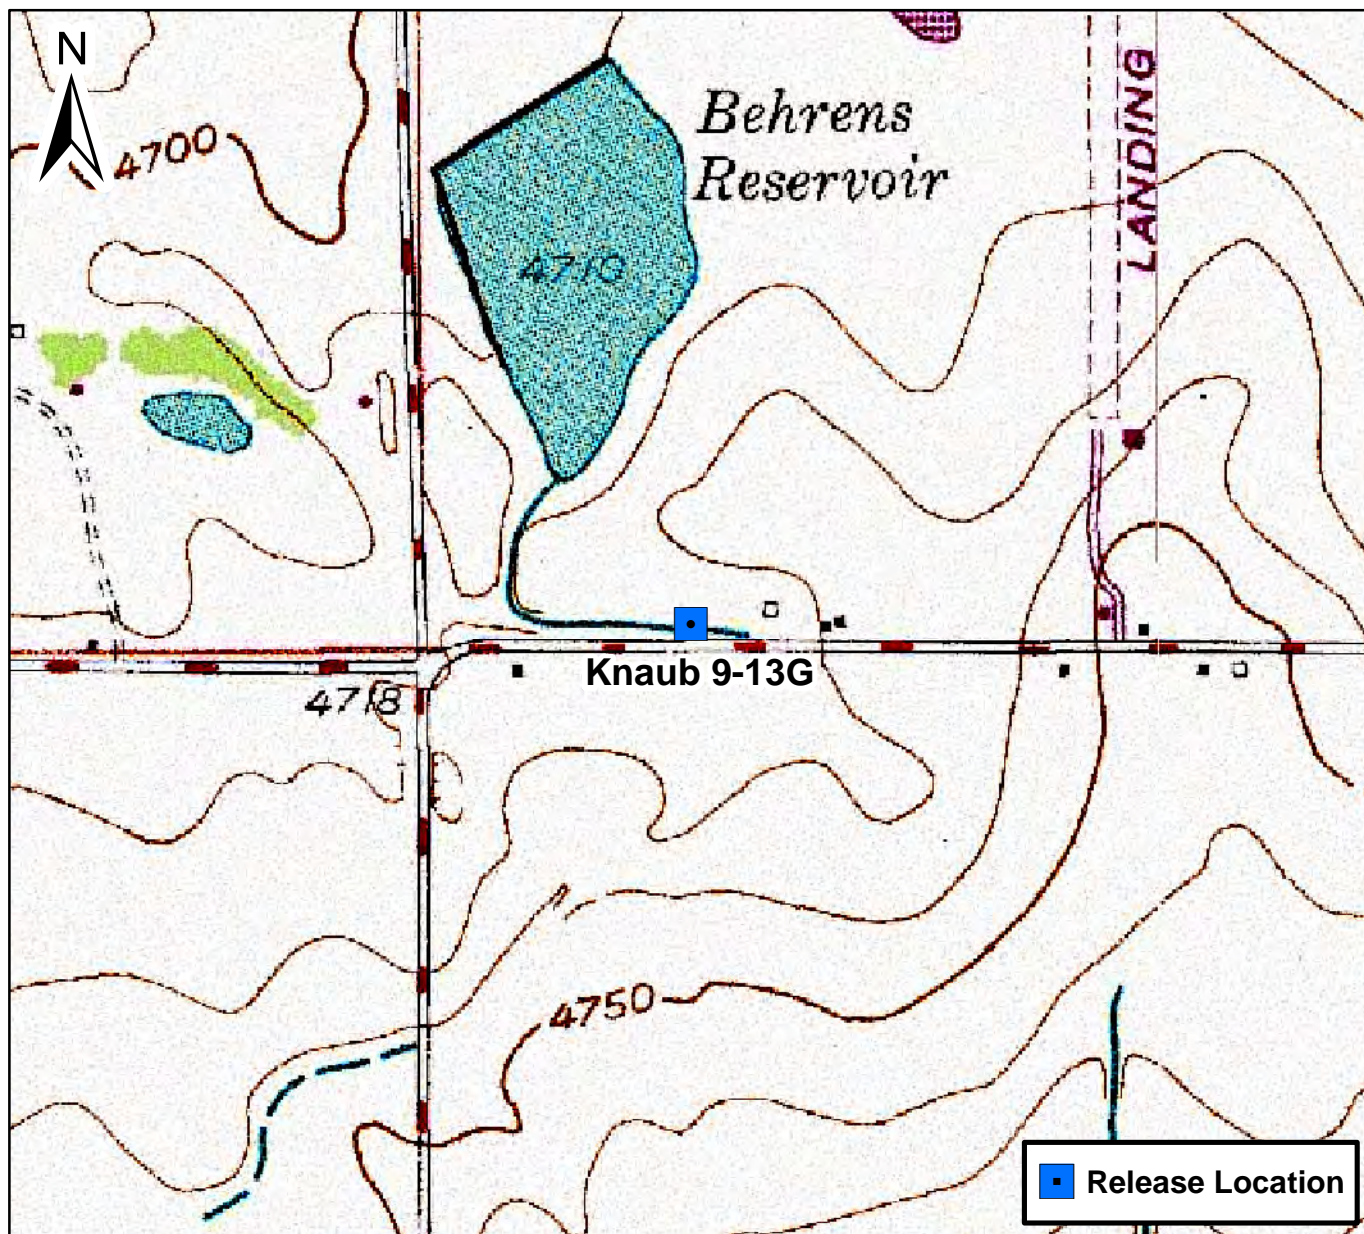 N
Behrens
Reservoir
4700
LANDING
4710
Knaub 9-13G
4718
4750
Release Location